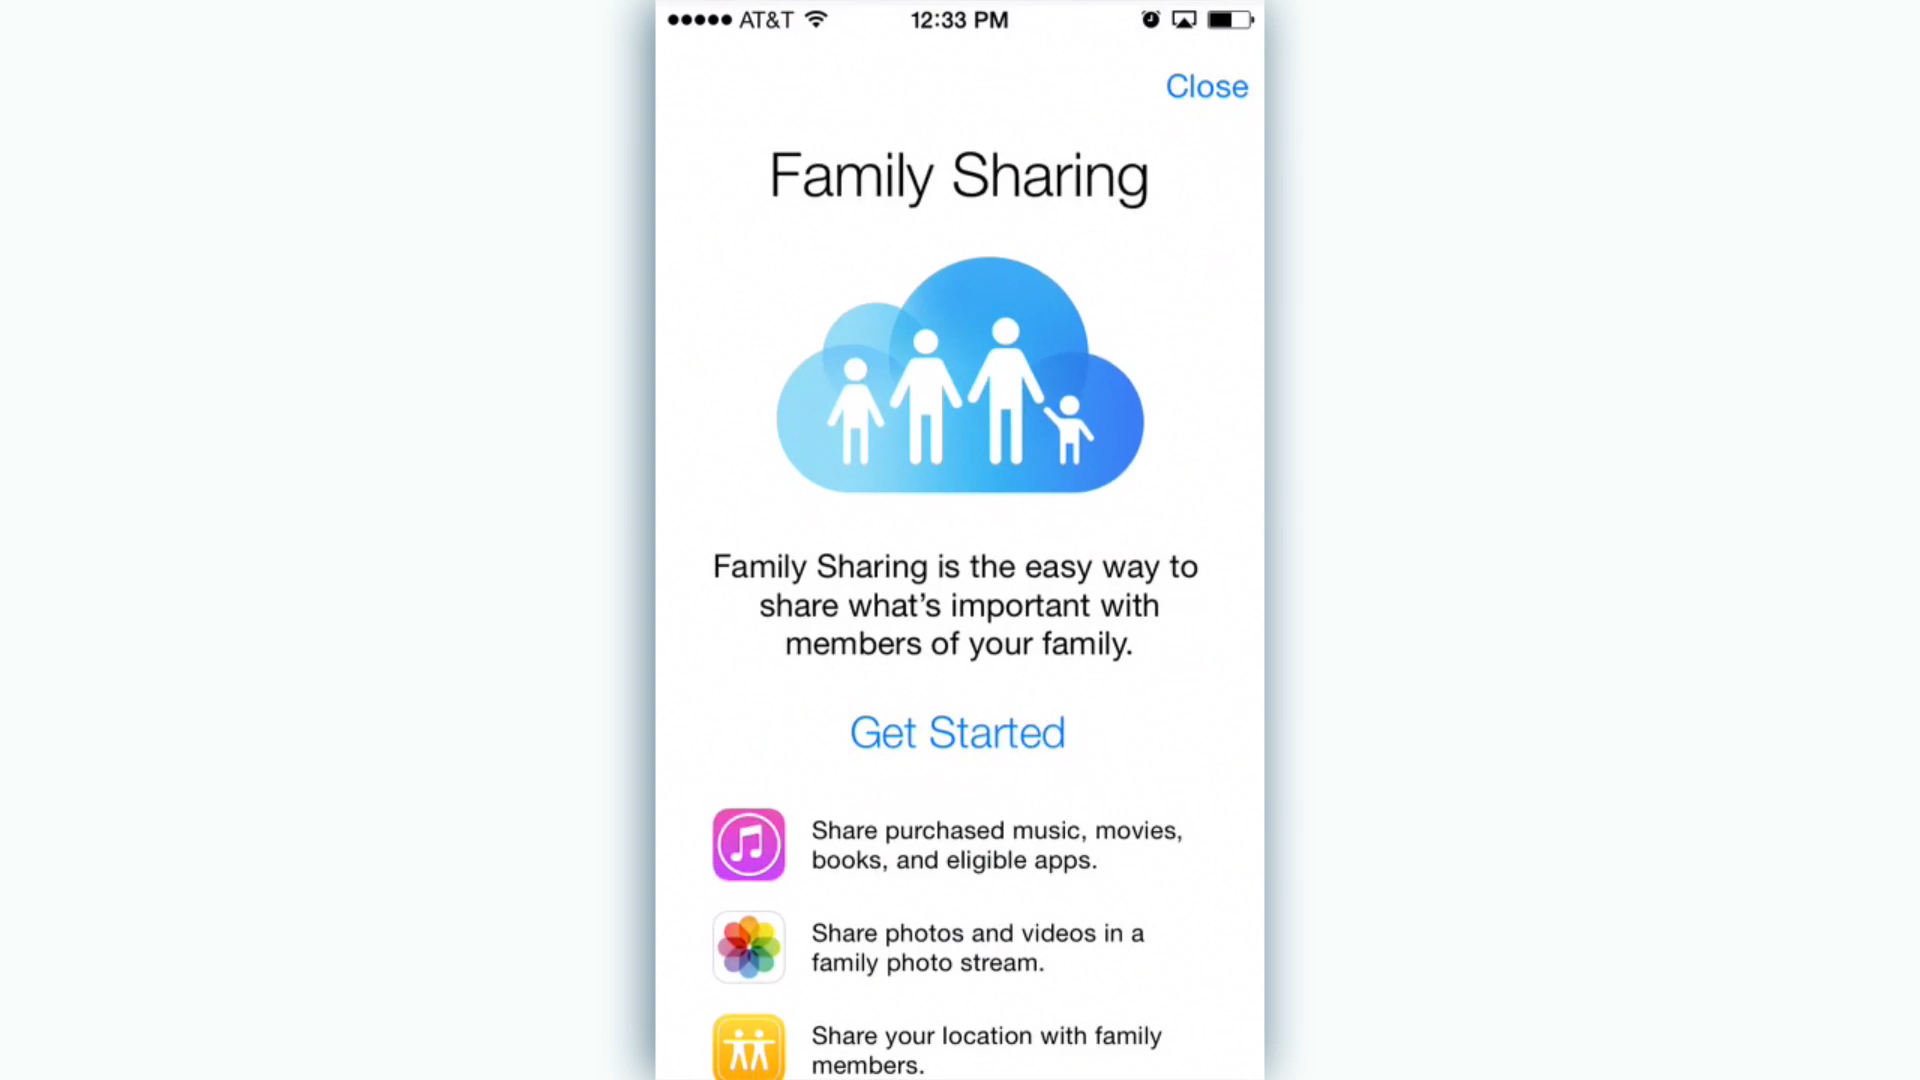 AT&T 12:33 PM
Close
Family Sharing
Family Sharing is the easy way to
share what’s important with
members of your family.
Get Started
Share purchased music, movies,
books, and eligible apps.
Share photos and videos in a
family photo stream.
Share your location with family
members.